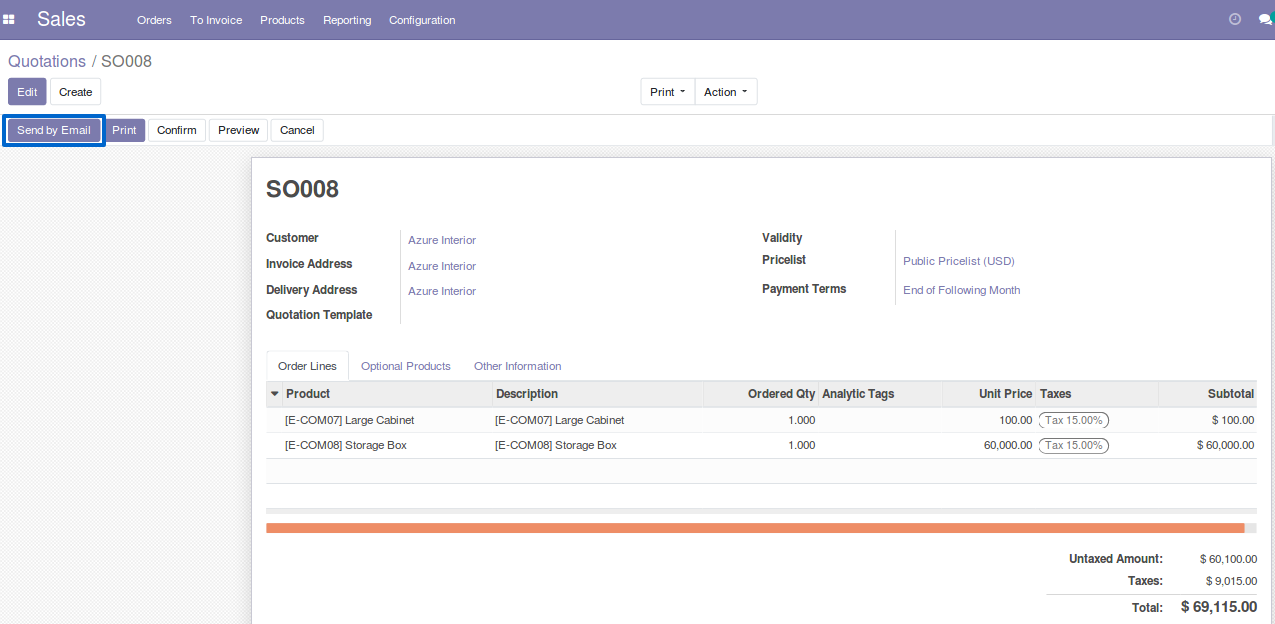 Sales Orders To Invoice Products Reporting Configuration
Quotations / SO008
Edit Create Print Action
Send by Email Print Confirm Preview Cancel
SO008
Customer Azure Interior Validity
Invoice Address Azure Interior Pricelist Public Pricelist (USD)
Delivery Address Azure Interior Payment Terms End of Following Month
Quotation Template
Order Lines Optional Products Other Information
Product Description Ordered Qty Analytic Tags Unit Price Taxes Subtotal
[E-COM07] Large Cabinet [E-COM07] Large Cabinet 1.000 100.00 Tax 15.00% $ 100.00
[E-COM08] Storage Box [E-COM08] Storage Box 1.000 60,000.00 Tax 15.00% $ 60,000.00
Untaxed Amount: $ 60,100.00
Taxes: $ 9,015.00
Total: $ 69,115.00